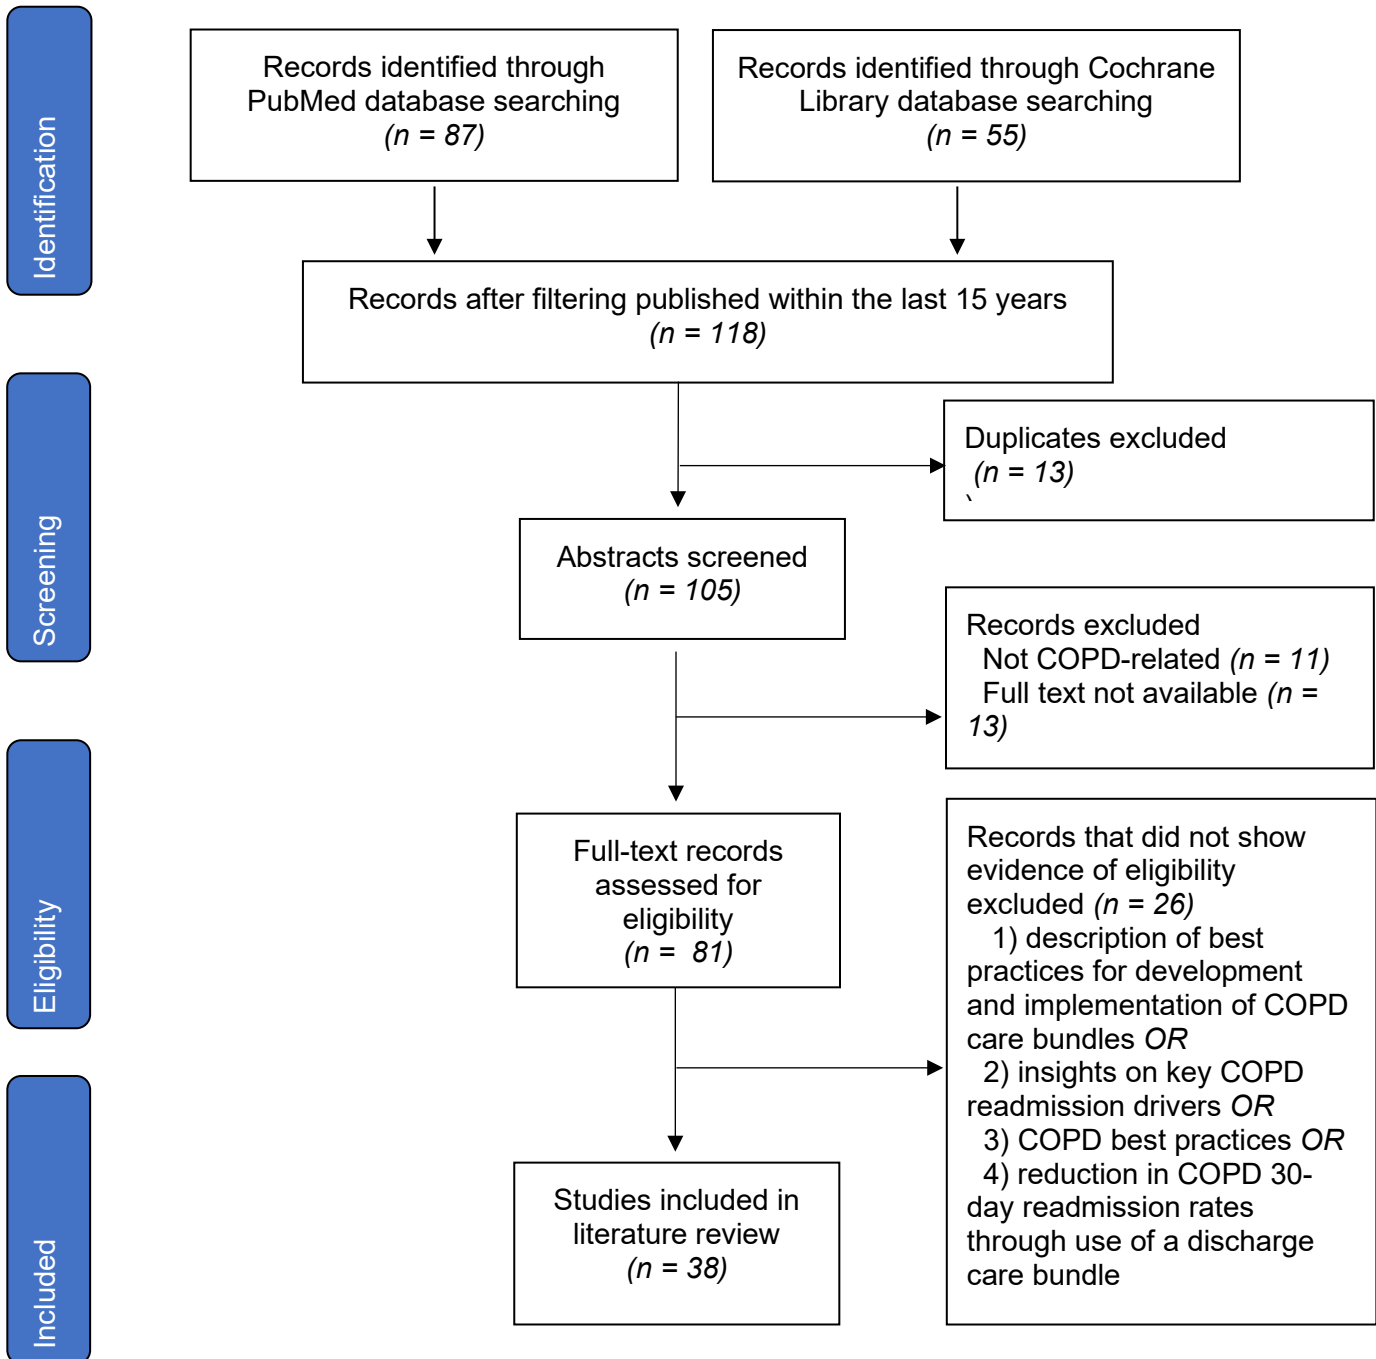 Identification
Records identified through
PubMed database searching
(n = 87)
Records identified through Cochrane
Library database searching
(n = 55)
Records after filtering published within the last 15 years
(n = 118)
Screening
Duplicates excluded
(n = 13)
`
Abstracts screened
(n = 105)
Records excluded
Not COPD-related (n = 11)
Full text not available (n =
13)
Eligibility
Full-text records
assessed for
eligibility
(n = 81)
Records that did not show
evidence of eligibility
excluded (n = 26)
1) description of best
practices for development
and implementation of COPD
care bundles OR
2) insights on key COPD
readmission drivers OR
3) COPD best practices OR
4) reduction in COPD 30-
day readmission rates
through use of a discharge
care bundle
Included
Studies included in
literature review
(n = 38)